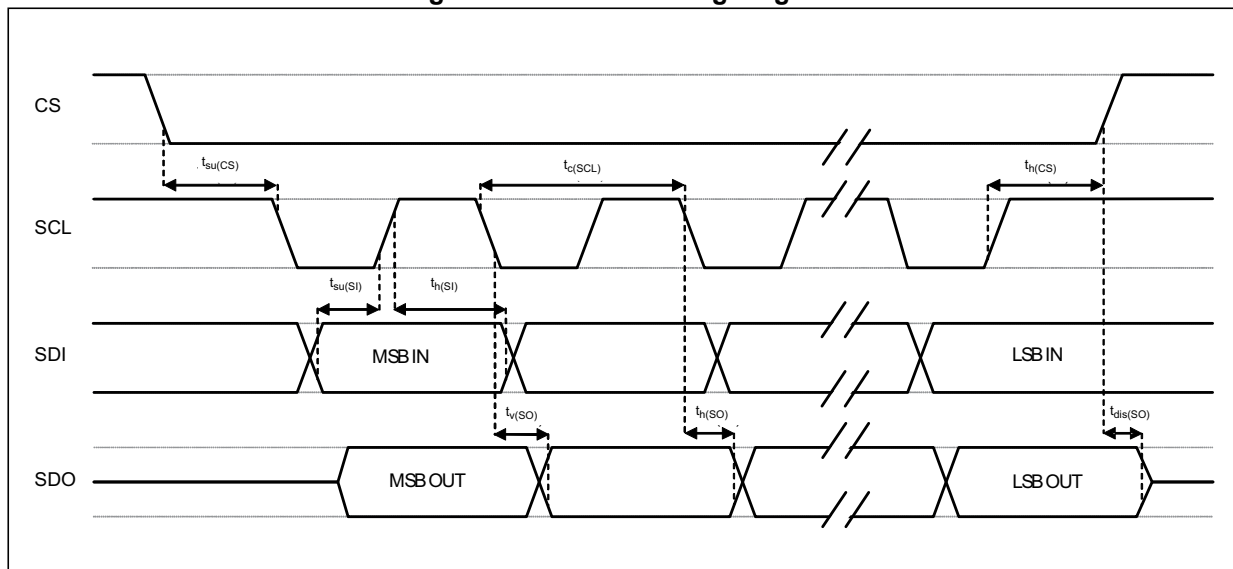 CS
tsu(CS)
tc(SCL)
th(CS)
SCL
tsu(SI)
th(SI)
SDI
MSB IN
LSB IN
tv(SO)
th(SO)
tdis(SO)
SDO
MSB OUT
LSB OUT